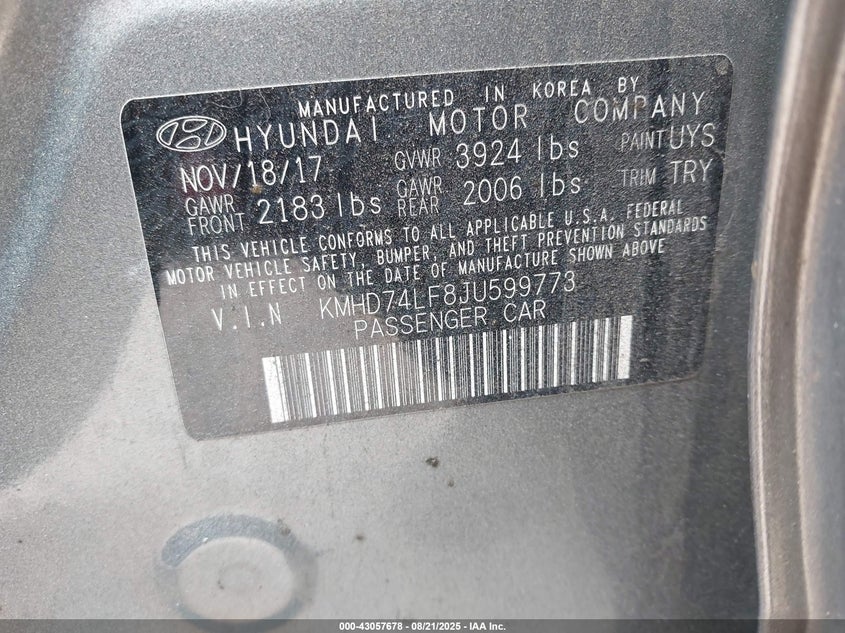 MANUFACTURED IN KOREA BY
HYUNDAI MOTOR COMPANY
NOV/18/17 GVWR 3924 lbs PAINT UYS
GAWR FRONT 2183 lbs GAWR REAR 2006 lbs TRIM TRY
THIS VEHICLE CONFORMS TO ALL APPLICABLE U.S.A. FEDERAL
MOTOR VEHICLE SAFETY, BUMPER, AND THEFT PREVENTION STANDARDS
IN EFFECT ON THE DATE OF MANUFACTURE SHOWN ABOVE
V.I.N KMHD74LF8JU599773
PASSENGER CAR
000-43057678 - 08/21/2025 - IAA Inc.